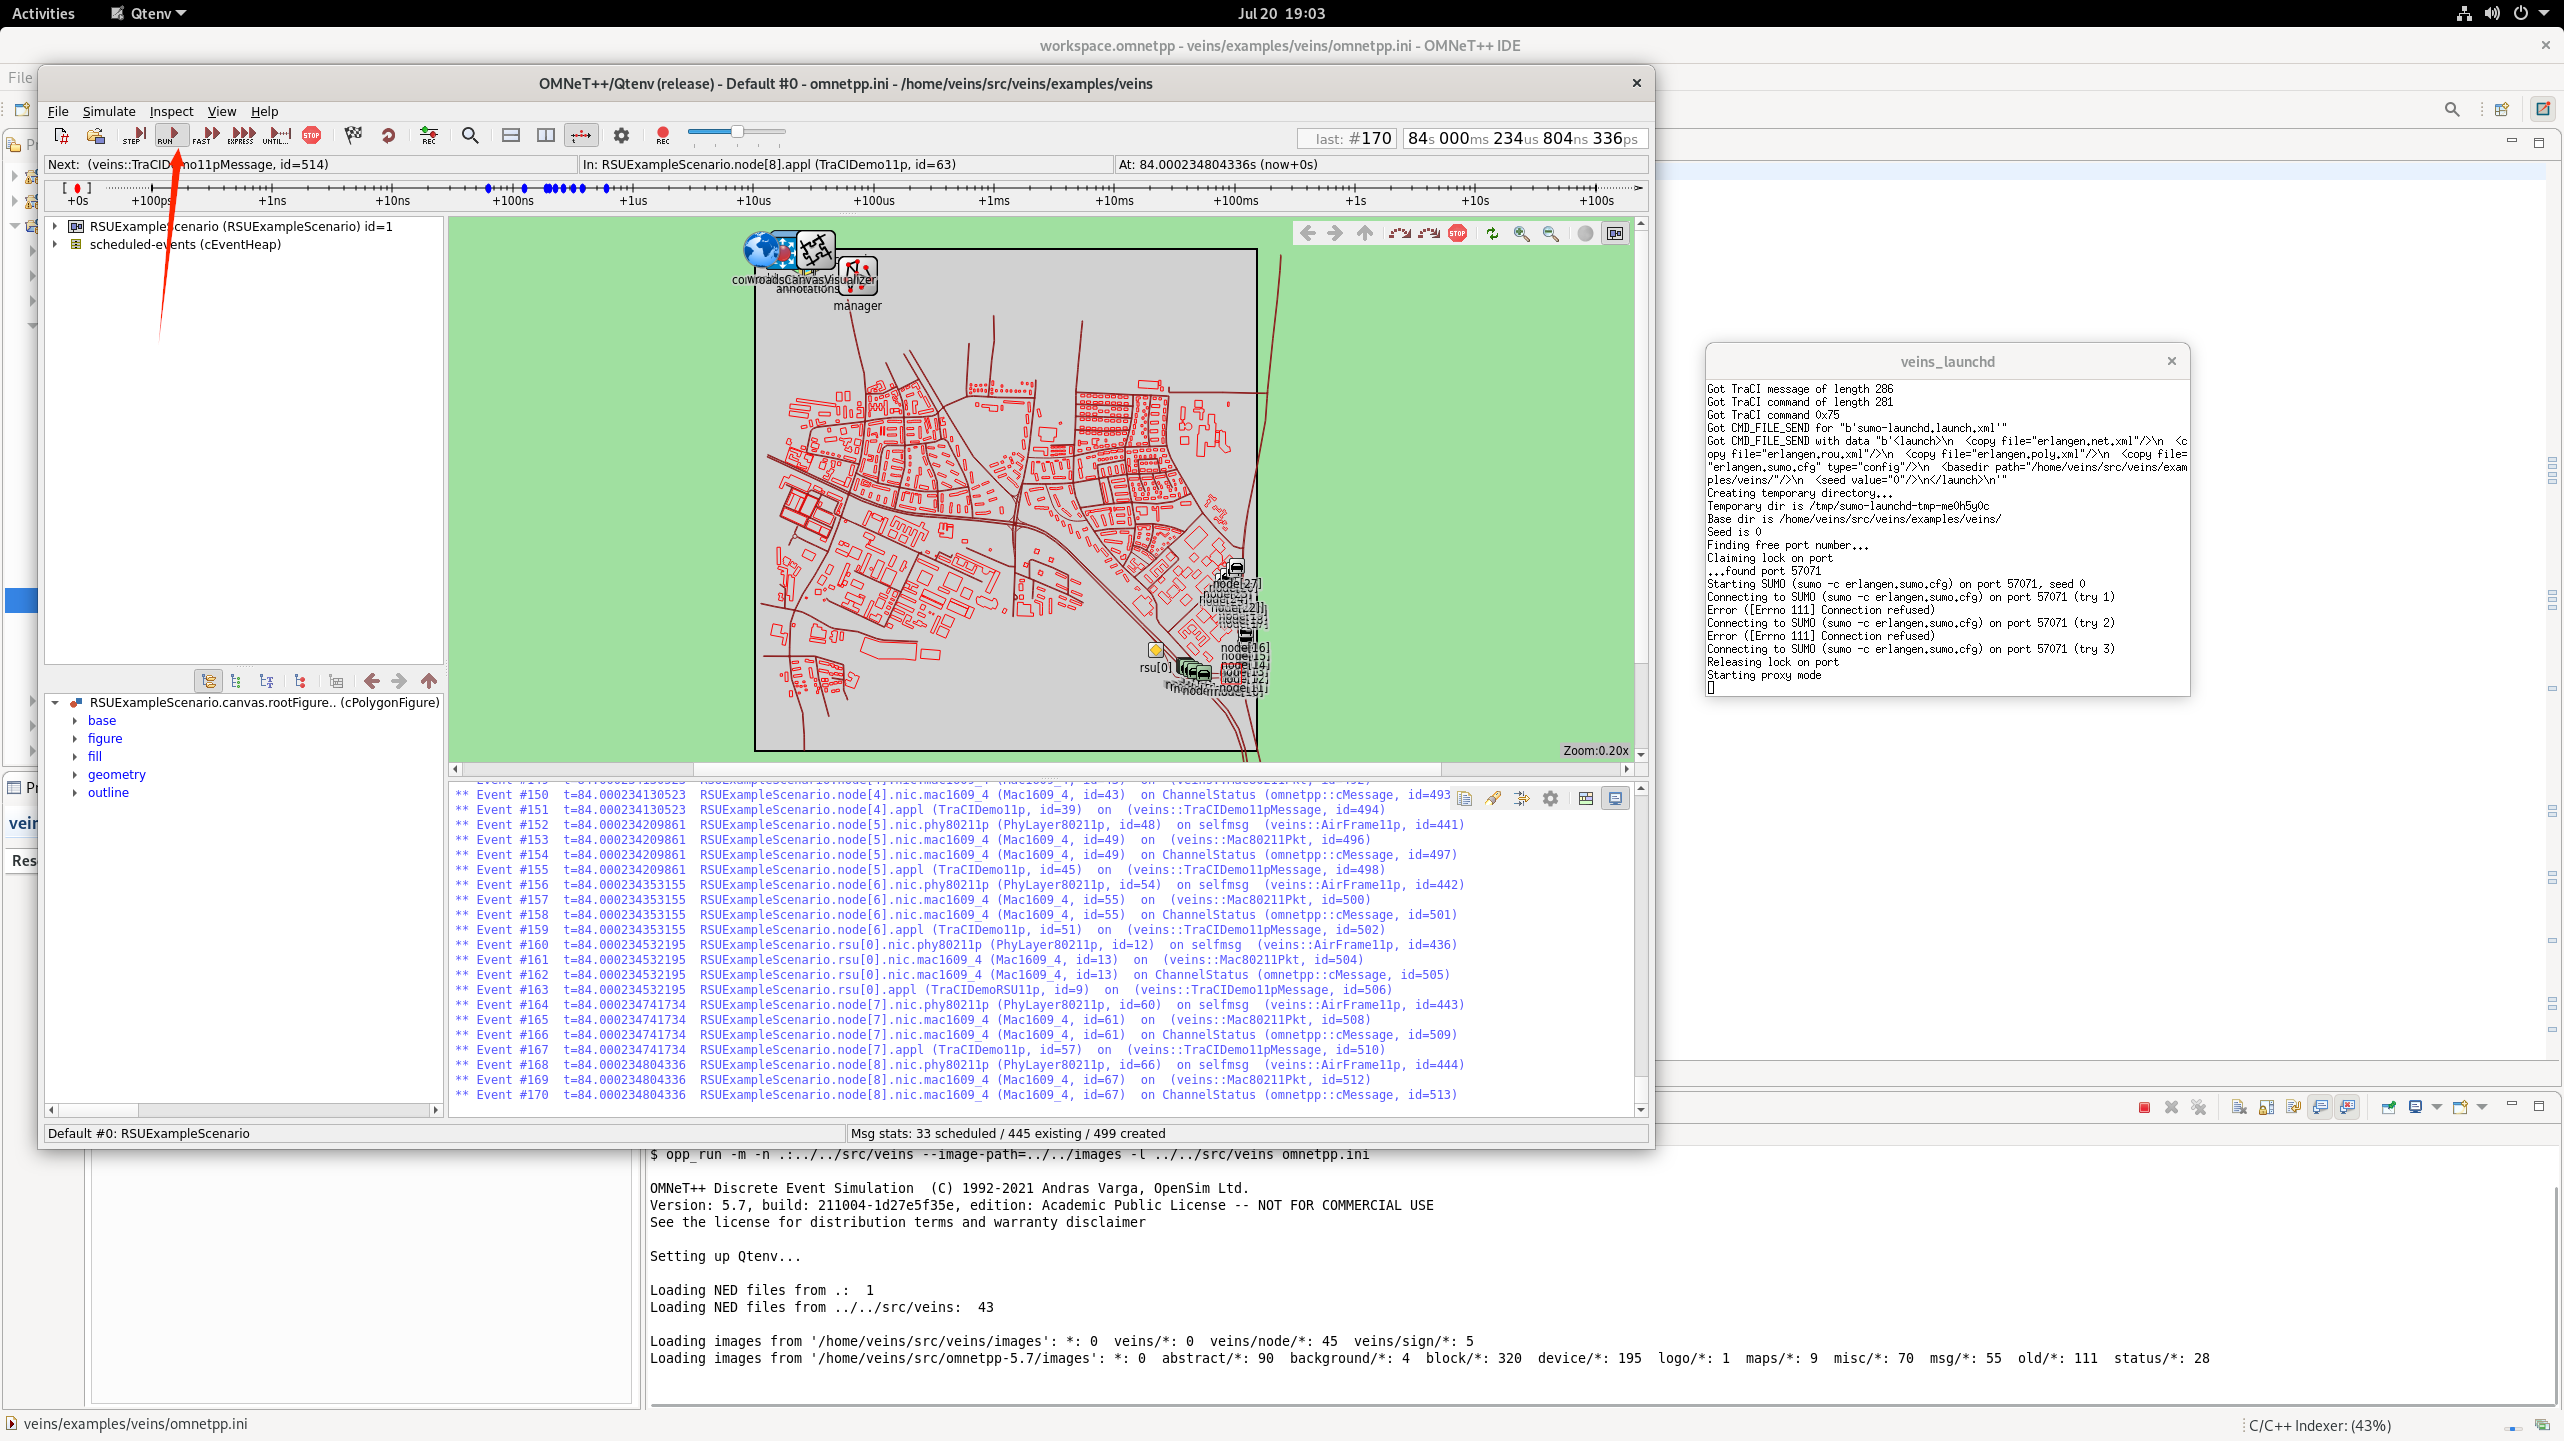 Activities
Qtenv
Jul 20 19:03
workspace.omnetpp - veins/examples/veins/omnetpp.ini - OMNeT++ IDE
File
OMNeT++/Qtenv (release) - Default #0 - omnetpp.ini - /home/veins/src/veins/examples/veins
File Simulate Inspect View Help
STEP RUN FAST EXPRESS UNTIL... STOP REC REC
last: #170
84s 000ms 234us 804ns 336ps
Next: (veins::TraCIDemo11pMessage, id=514)
In: RSUExampleScenario.node[8].appl (TraCIDemo11p, id=63)
At: 84.000234804336s (now+0s)
+0s +100ps +1ns +10ns +100ns +1us +10us +100us +1ms +10ms +100ms +1s +10s +100s
RSUExampleScenario (RSUExampleScenario) id=1
scheduled-events (cEventHeap)
STOP
annotations
manager
node[27]
rsu[0]
node[16]
node[14]
Zoom:0.20x
RSUExampleScenario.canvas.rootFigure.. (cPolygonFigure)
base
figure
fill
geometry
outline
** Event #150 t=84.000234130523 RSUExampleScenario.node[4].nic.mac1609_4 (Mac1609_4, id=43) on ChannelStatus (omnetpp::cMessage, id=493
** Event #151 t=84.000234130523 RSUExampleScenario.node[4].appl (TraCIDemo11p, id=39) on (veins::TraCIDemo11pMessage, id=494)
** Event #152 t=84.000234209861 RSUExampleScenario.node[5].nic.phy80211p (PhyLayer80211p, id=48) on selfmsg (veins::AirFrame11p, id=441)
** Event #153 t=84.000234209861 RSUExampleScenario.node[5].nic.mac1609_4 (Mac1609_4, id=49) on (veins::Mac80211Pkt, id=496)
** Event #154 t=84.000234209861 RSUExampleScenario.node[5].nic.mac1609_4 (Mac1609_4, id=49) on ChannelStatus (omnetpp::cMessage, id=497)
** Event #155 t=84.000234209861 RSUExampleScenario.node[5].appl (TraCIDemo11p, id=45) on (veins::TraCIDemo11pMessage, id=498)
** Event #156 t=84.000234353155 RSUExampleScenario.node[6].nic.phy80211p (PhyLayer80211p, id=54) on selfmsg (veins::AirFrame11p, id=442)
** Event #157 t=84.000234353155 RSUExampleScenario.node[6].nic.mac1609_4 (Mac1609_4, id=55) on (veins::Mac80211Pkt, id=500)
** Event #158 t=84.000234353155 RSUExampleScenario.node[6].nic.mac1609_4 (Mac1609_4, id=55) on ChannelStatus (omnetpp::cMessage, id=501)
** Event #159 t=84.000234353155 RSUExampleScenario.node[6].appl (TraCIDemo11p, id=51) on (veins::TraCIDemo11pMessage, id=502)
** Event #160 t=84.000234532195 RSUExampleScenario.rsu[0].nic.phy80211p (PhyLayer80211p, id=12) on selfmsg (veins::AirFrame11p, id=436)
** Event #161 t=84.000234532195 RSUExampleScenario.rsu[0].nic.mac1609_4 (Mac1609_4, id=13) on (veins::Mac80211Pkt, id=504)
** Event #162 t=84.000234532195 RSUExampleScenario.rsu[0].nic.mac1609_4 (Mac1609_4, id=13) on ChannelStatus (omnetpp::cMessage, id=505)
** Event #163 t=84.000234532195 RSUExampleScenario.rsu[0].appl (TraCIDemoRSU11p, id=9) on (veins::TraCIDemo11pMessage, id=506)
** Event #164 t=84.000234741734 RSUExampleScenario.node[7].nic.phy80211p (PhyLayer80211p, id=60) on selfmsg (veins::AirFrame11p, id=443)
** Event #165 t=84.000234741734 RSUExampleScenario.node[7].nic.mac1609_4 (Mac1609_4, id=61) on (veins::Mac80211Pkt, id=508)
** Event #166 t=84.000234741734 RSUExampleScenario.node[7].nic.mac1609_4 (Mac1609_4, id=61) on ChannelStatus (omnetpp::cMessage, id=509)
** Event #167 t=84.000234741734 RSUExampleScenario.node[7].appl (TraCIDemo11p, id=57) on (veins::TraCIDemo11pMessage, id=510)
** Event #168 t=84.000234804336 RSUExampleScenario.node[8].nic.phy80211p (PhyLayer80211p, id=66) on selfmsg (veins::AirFrame11p, id=444)
** Event #169 t=84.000234804336 RSUExampleScenario.node[8].nic.mac1609_4 (Mac1609_4, id=67) on (veins::Mac80211Pkt, id=512)
** Event #170 t=84.000234804336 RSUExampleScenario.node[8].nic.mac1609_4 (Mac1609_4, id=67) on ChannelStatus (omnetpp::cMessage, id=513)
Default #0: RSUExampleScenario
Msg stats: 33 scheduled / 445 existing / 499 created
veins_launchd
Got TraCI message of length 286
Got TraCI command of length 281
Got TraCI command 0x75
Got CMD_FILE_SEND for "b'sumo-launchd.launch.xml'"
Got CMD_FILE_SEND with data "b'<launch>\n <copy file="erlangen.net.xml"/>\n <c
opy file="erlangen.rou.xml"/>\n <copy file="erlangen.poly.xml"/>\n <copy file=
"erlangen.sumo.cfg" type="config"/>\n <basedir path="/home/veins/src/veins/exam
ples/veins/"/>\n <seed value="0"/>\n</launch>\n'"
Creating temporary directory...
Temporary dir is /tmp/sumo-launchd-tmp-me0h5y0c
Base dir is /home/veins/src/veins/examples/veins/
Seed is 0
Finding free port number...
Claiming lock on port
...found port 57071
Starting SUMO (sumo -c erlangen.sumo.cfg) on port 57071, seed 0
Connecting to SUMO (sumo -c erlangen.sumo.cfg) on port 57071 (try 1)
Error ([Errno 111] Connection refused)
Connecting to SUMO (sumo -c erlangen.sumo.cfg) on port 57071 (try 2)
Error ([Errno 111] Connection refused)
Connecting to SUMO (sumo -c erlangen.sumo.cfg) on port 57071 (try 3)
Releasing lock on port
Starting proxy mode
$ opp_run -m -n .:../../src/veins --image-path=../../images -l ../../src/veins omnetpp.ini
OMNeT++ Discrete Event Simulation (C) 1992-2021 Andras Varga, OpenSim Ltd.
Version: 5.7, build: 211004-1d27e5f35e, edition: Academic Public License -- NOT FOR COMMERCIAL USE
See the license for distribution terms and warranty disclaimer
Setting up Qtenv...
Loading NED files from .: 1
Loading NED files from ../../src/veins: 43
Loading images from '/home/veins/src/veins/images': *: 0 veins/*: 0 veins/node/*: 45 veins/sign/*: 5
Loading images from '/home/veins/src/omnetpp-5.7/images': *: 0 abstract/*: 90 background/*: 4 block/*: 320 device/*: 195 logo/*: 1 maps/*: 9 misc/*: 70 msg/*: 55 old/*: 111 status/*: 28
veins/examples/veins/omnetpp.ini
C/C++ Indexer: (43%)